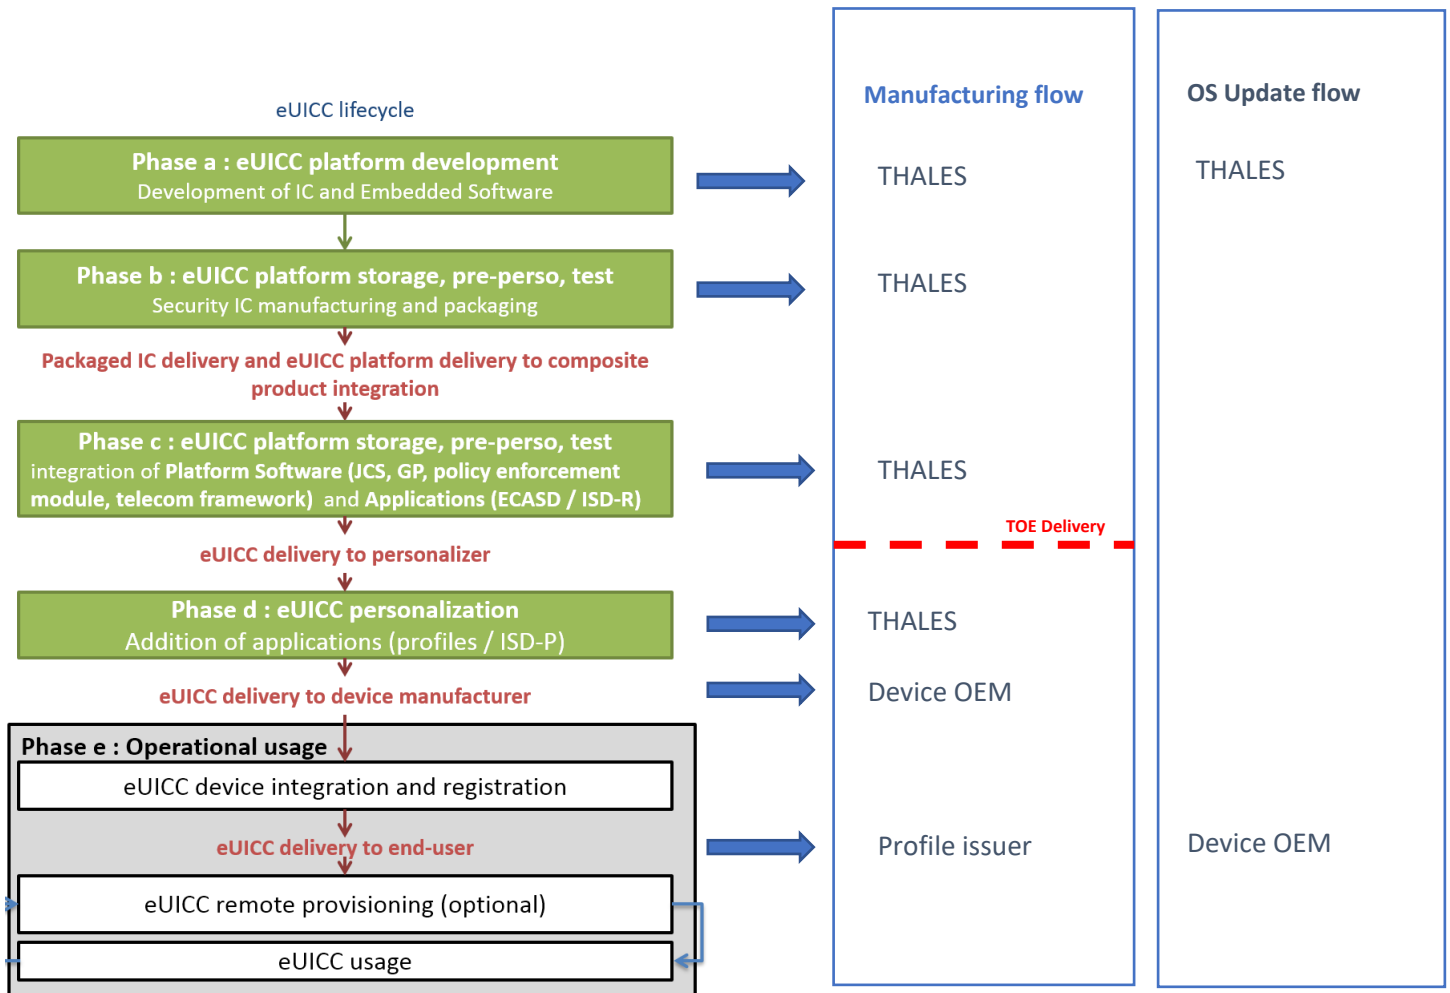 eUICC lifecycle
Manufacturing flow
OS Update flow
Phase a : eUICC platform development
Development of IC and Embedded Software
THALES
THALES
Phase b : eUICC platform storage, pre-perso, test
Security IC manufacturing and packaging
THALES
Packaged IC delivery and eUICC platform delivery to composite
product integration
Phase c : eUICC platform storage, pre-perso, test
integration of Platform Software (JCS, GP, policy enforcement
module, telecom framework) and Applications (ECASD / ISD-R)
THALES
TOE Delivery
eUICC delivery to personalizer
Phase d : eUICC personalization
Addition of applications (profiles / ISD-P)
THALES
eUICC delivery to device manufacturer
Device OEM
Phase e : Operational usage
eUICC device integration and registration
eUICC delivery to end-user
Profile issuer
Device OEM
eUICC remote provisioning (optional)
eUICC usage